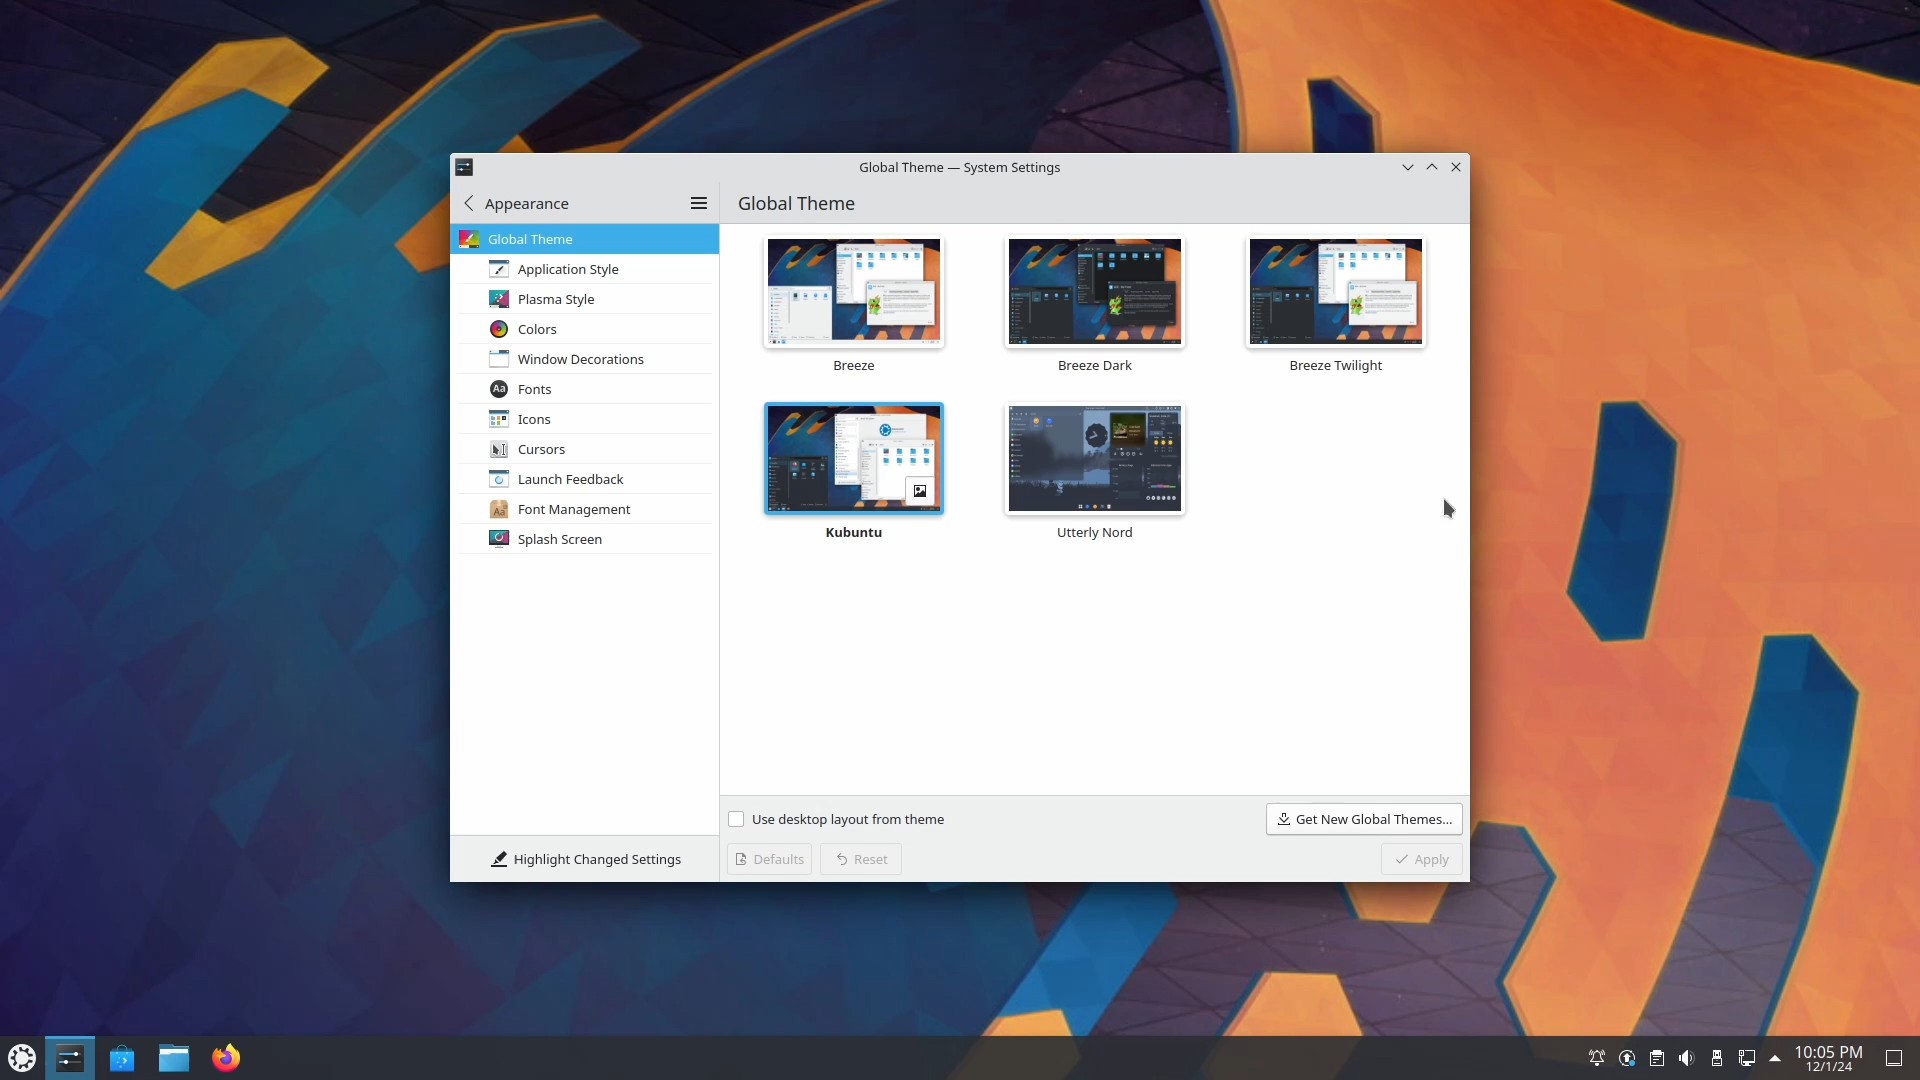 Global Theme — System Settings
Appearance
Global Theme
Global Theme
Application Style
Plasma Style
Colors
Window Decorations
Fonts
Icons
Cursors
Launch Feedback
Font Management
Splash Screen
Breeze
Breeze Dark
Breeze Twilight
Kubuntu
Utterly Nord
Use desktop layout from theme
Get New Global Themes...
Highlight Changed Settings
Defaults
Reset
Apply
10:05 PM
12/1/24